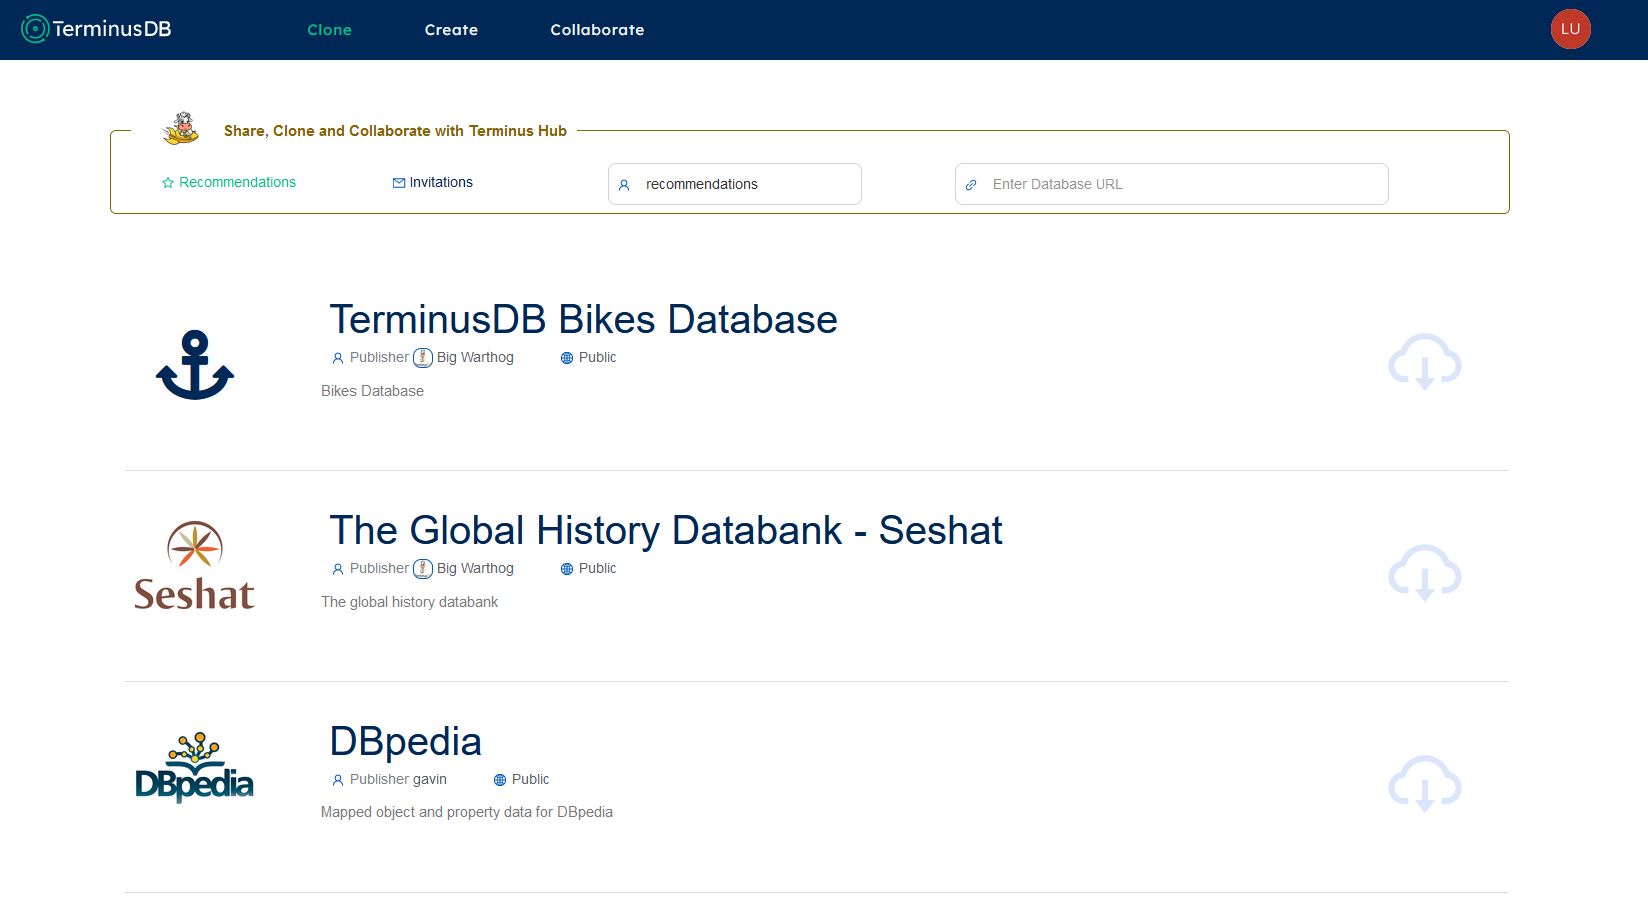 TerminusDB Clone Create Collaborate LU
Share, Clone and Collaborate with Terminus Hub
Recommendations Invitations recommendations Enter Database URL
TerminusDB Bikes Database
Publisher Big Warthog Public
Bikes Database
The Global History Databank - Seshat
Seshat
Publisher Big Warthog Public
The global history databank
DBpedia
DBpedia
Publisher gavin Public
Mapped object and property data for DBpedia